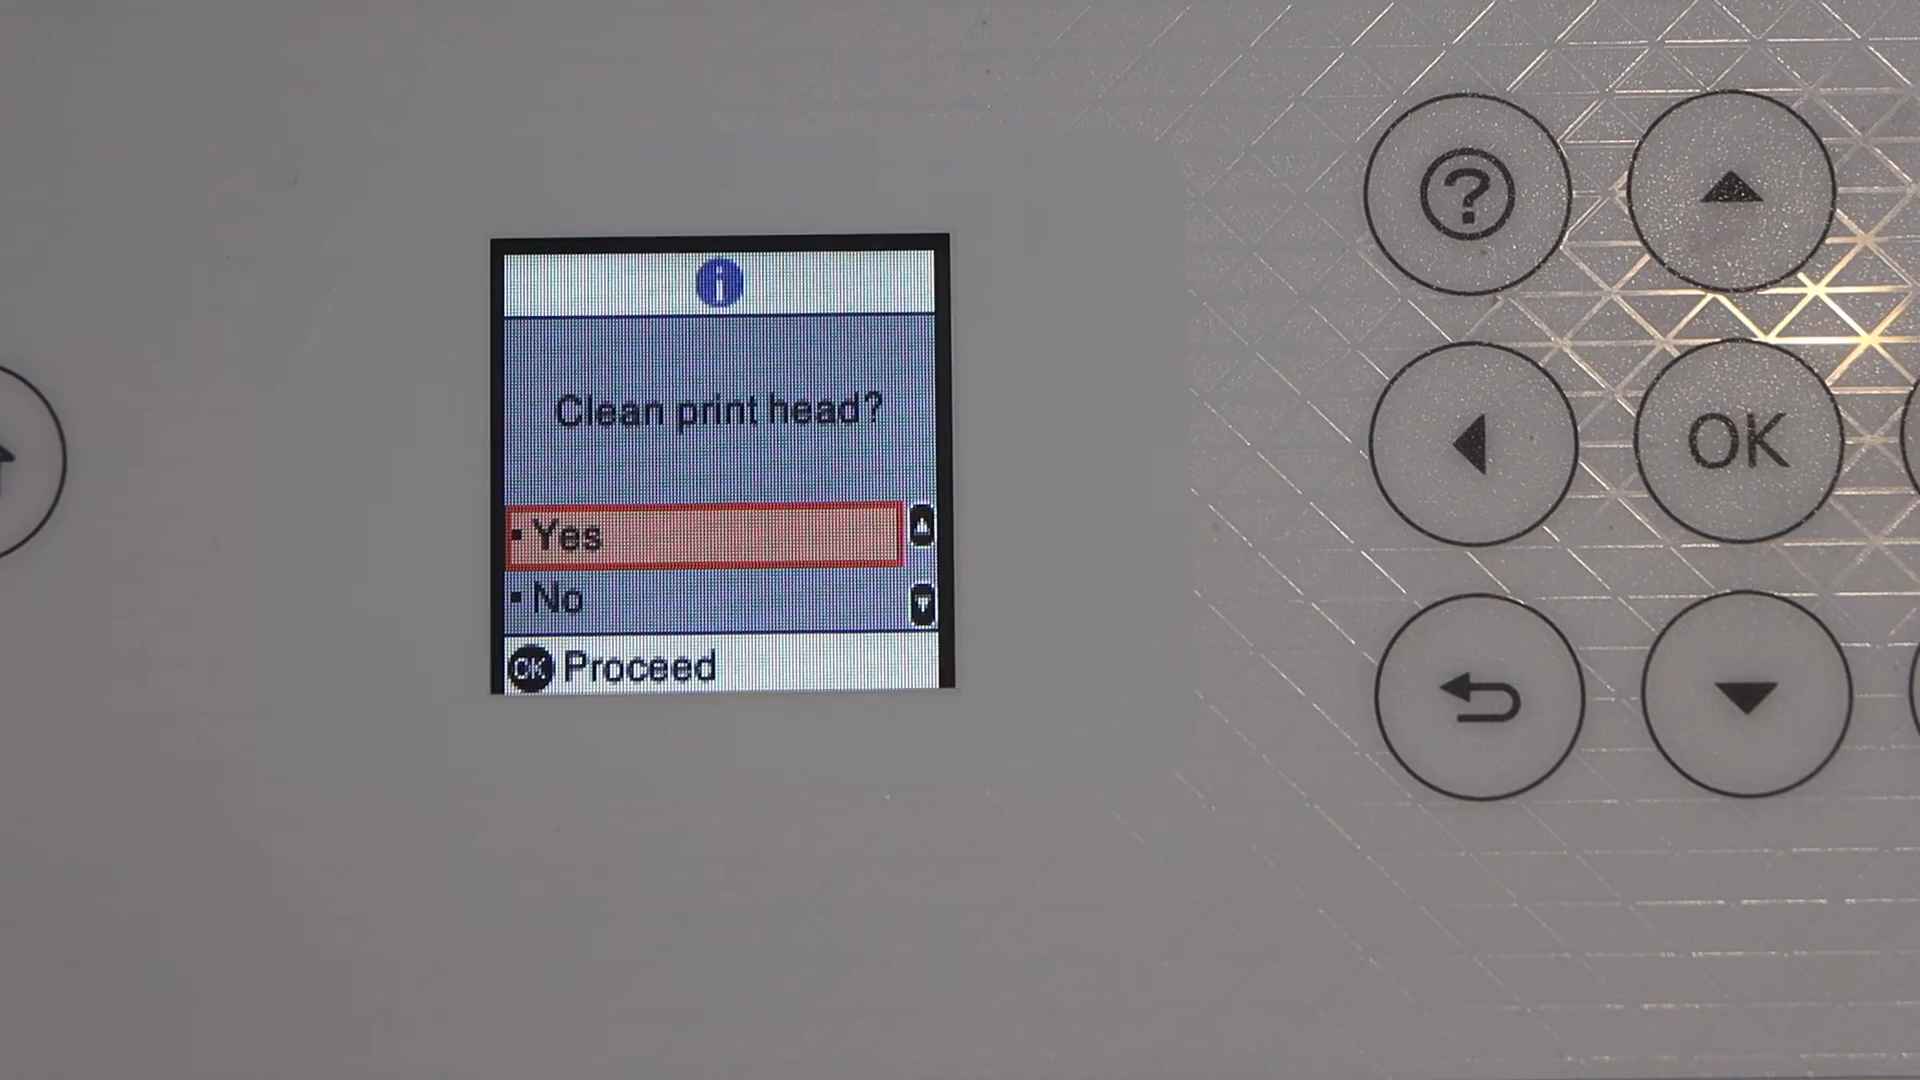 i
Clean print head?
Yes
No
OK Proceed
?
OK